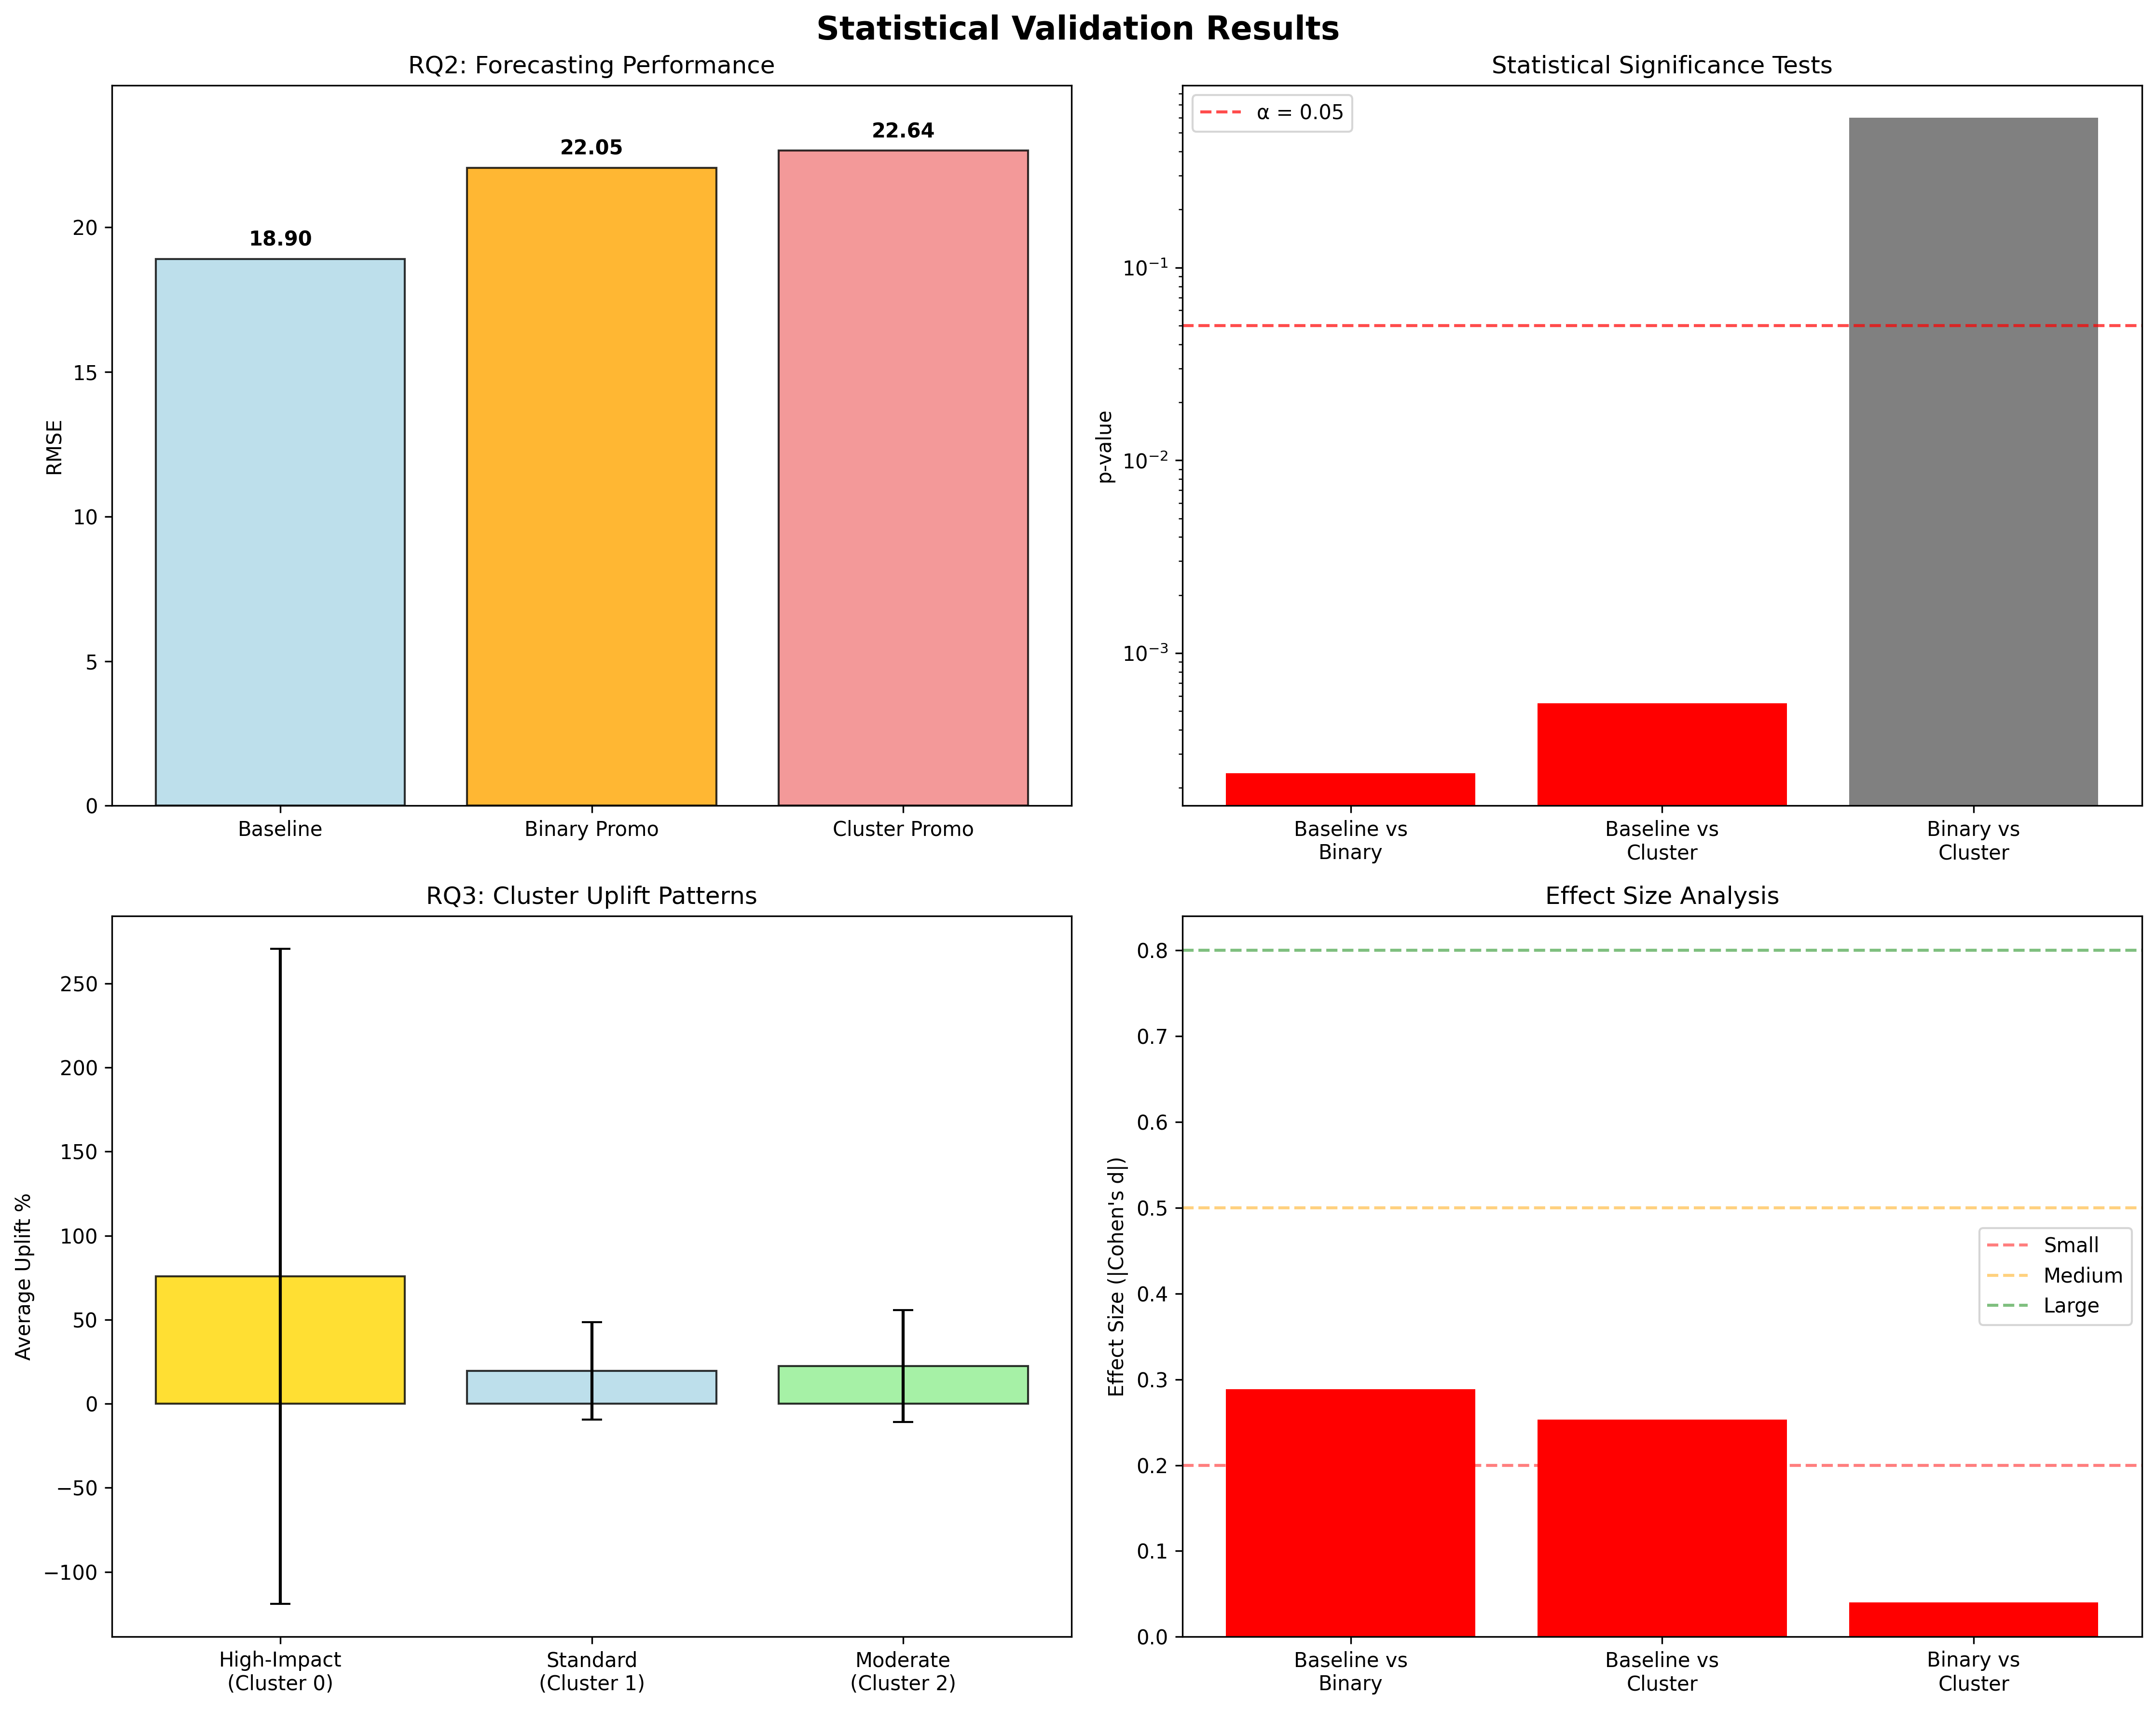 Statistical Validation Results
RQ2: Forecasting Performance
RMSE
20
15
10
5
0
18.90
22.05
22.64
Baseline
Binary Promo
Cluster Promo
Statistical Significance Tests
α = 0.05
p-value
10⁻¹
10⁻²
10⁻³
Baseline vs
Binary
Baseline vs
Cluster
Binary vs
Cluster
RQ3: Cluster Uplift Patterns
Average Uplift %
250
200
150
100
50
0
−50
−100
High-Impact
(Cluster 0)
Standard
(Cluster 1)
Moderate
(Cluster 2)
Effect Size Analysis
Effect Size (|Cohen's d|)
0.8
0.7
0.6
0.5
0.4
0.3
0.2
0.1
0.0
Small
Medium
Large
Baseline vs
Binary
Baseline vs
Cluster
Binary vs
Cluster